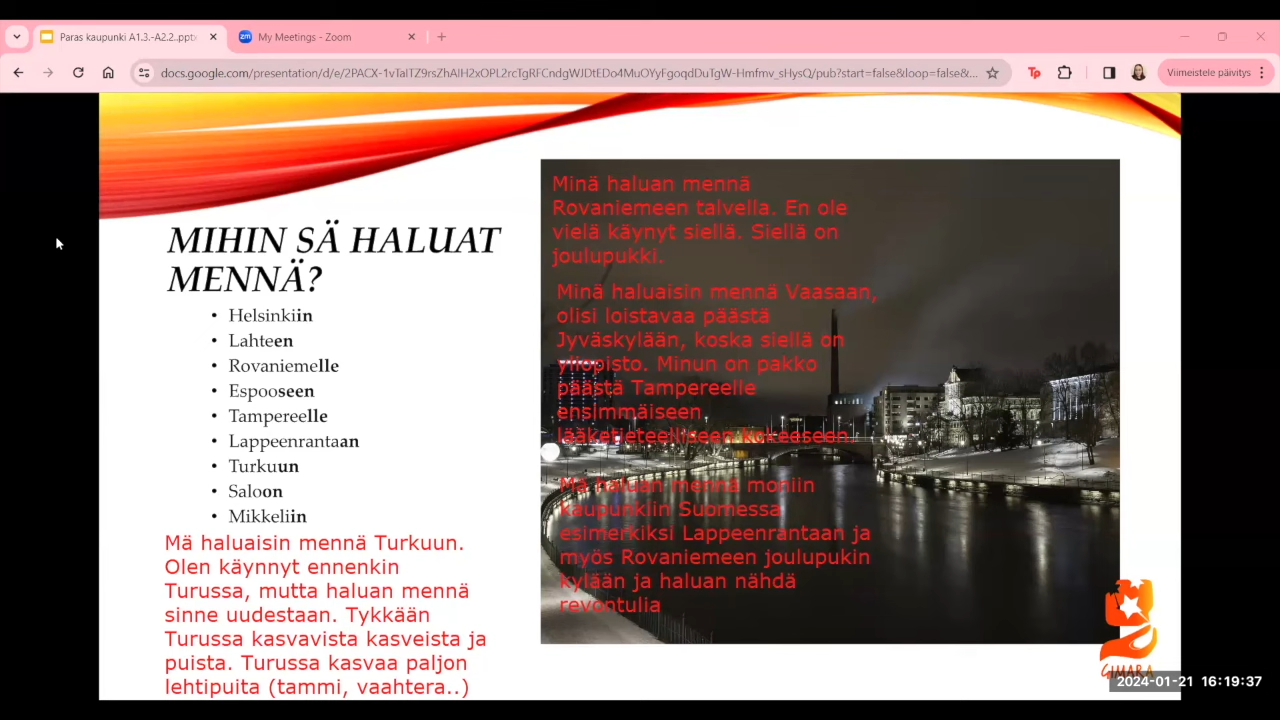 Paras kaupunki A1.3.-A2.2..pptx
My Meetings - Zoom
docs.google.com/presentation/d/e/2PACX-1vTaITZ9rsZhAIH2xOPL2rcTgRFCndgWJDtEDo4MuOYyFgoqdDuTgW-Hmfmv_sHysQ/pub?start=false&loop=false&...
Viimeistele päivitys
MIHIN SÄ HALUAT
MENNÄ?
• Helsinkiin
• Lahteen
• Rovaniemelle
• Espooseen
• Tampereelle
• Lappeenrantaan
• Turkuun
• Saloon
• Mikkeliin
Mä haluaisin mennä Turkuun.
Olen käynnyt ennenkin
Turussa, mutta haluan mennä
sinne uudestaan. Tykkään
Turussa kasvavista kasveista ja
puista. Turussa kasvaa paljon
lehtipuita (tammi, vaahtera..)
Minä haluan mennä
Rovaniemeen talvella. En ole
vielä käynyt siellä. Siellä on
joulupukki.
Minä haluaisin mennä Vaasaan,
olisi loistavaa päästä
Jyväskylään, koska siellä on
yliopisto. Minun on pakko
päästä Tampereelle
ensimmäiseen
lääketieteelliseen kokeeseen.
Mä haluan mennä moniin
kaupunkiin Suomessa
esimerkiksi Lappeenrantaan ja
myös Rovaniemeen joulupukin
kylään ja haluan nähdä
revontulia
GIMARA
2024-01-21 16:19:37